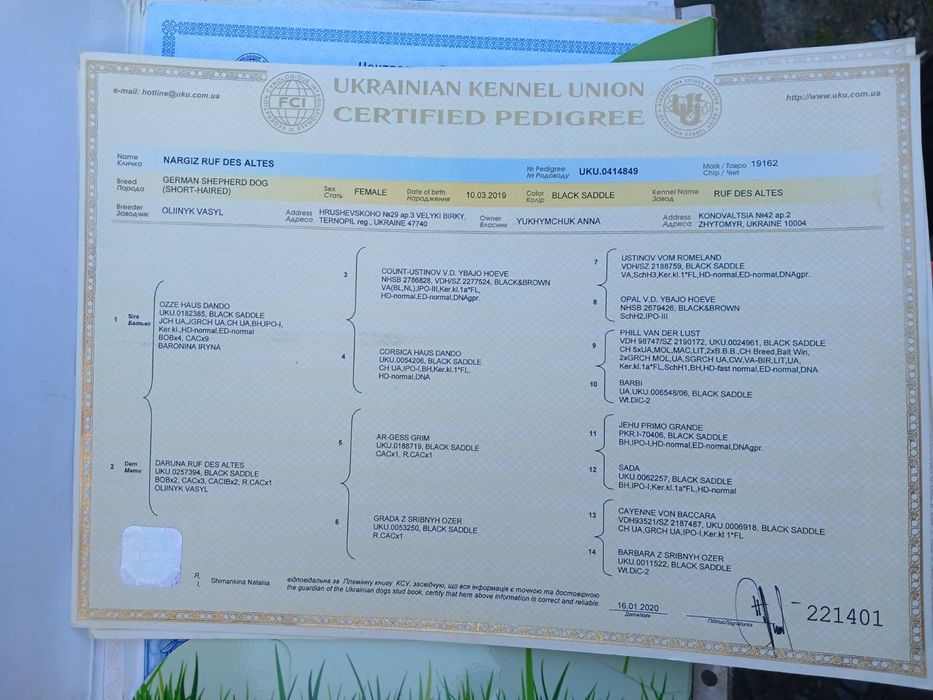 e-mail: hotline@uku.com.ua
FCI
UKRAINIAN KENNEL UNION
CERTIFIED PEDIGREE
http://www.uku.com.ua
Name
Кличка
NARGIZ RUF DES ALTES
№ Pedigree
№ Родоводу
UKU.0414849
Mark / Тавро 19162
Chip / Чип
Breed
Порода
GERMAN SHEPHERD DOG
(SHORT-HAIRED)
Sex
Стать
FEMALE
Date of birth
Народження
10.03.2019
Color
Колір
BLACK SADDLE
Kennel Name
Завод
RUF DES ALTES
Breeder
Заводчик
OLIINYK VASYL
Address
Адреса
HRUSHEVSKOHO №29 ap.3 VELYKI BIRKY,
TERNOPIL reg., UKRAINE 47740
Owner
Власник
YUKHYMCHUK ANNA
Address
Адреса
KONOVALTSIA №42 ap.2
ZHYTOMYR, UKRAINE 10004
1 Sire
Батько
OZZE HAUS DANDO
UKU.0182385, BLACK SADDLE
JCH UA, JGRCH UA, CH UA,BH,IPO-I,
Ker.kl.,HD-normal,ED-normal
BOBx4, CACx9
BARONINA IRYNA
2 Dam
Мати
DARUNA RUF DES ALTES
UKU.0257394, BLACK SADDLE
BOBx2, CACx3, CACIBx2, R.CACx1
OLIINYK VASYL
3
COUNT-USTINOV V.D. YBAJO HOEVE
NHSB 2786828, VDH/SZ 2277524, BLACK&BROWN
VA(BL,NL),IPO-III,Ker.kl.1a*FL,
HD-normal,ED-normal,DNAgpr.
4
CORSICA HAUS DANDO
UKU.0054206, BLACK SADDLE
CH UA,IPO-I,BH,Ker.kl.1*FL,
HD-normal,DNA
5
AR-GESS GRIM
UKU.0188719, BLACK SADDLE
CACx1, R.CACx1
6
GRADA Z SRIBNYH OZER
UKU.0053250, BLACK SADDLE
R.CACx1
7
USTINOV VOM ROMELAND
VDH/SZ 2188759, BLACK SADDLE
VA,SchH3,Ker.kl.1*FL,HD-normal,ED-normal,DNAgpr.
8
OPAL V.D. YBAJO HOEVE
NHSB 2679426, BLACK&BROWN
SchH2,IPO-III
9
PHILL VAN DER LUST
VDH 98747/SZ 2190172, UKU.0024961, BLACK SADDLE
CH 5xUA,MOL,MAC,LIT,2xB.B.B.,CH Breed,Balt Win,
2xGRCH MOL,UA,SGRCH UA,CW,VA-BIR,LIT,UA,
Ker.kl.1a*FL,SchH1,BH,HD-fast normal,ED-normal,DNA
10
BARBI
UA.UKU.006548/06, BLACK SADDLE
Wt.DiC-2
11
JEHU PRIMO GRANDE
PKR.I-70406, BLACK SADDLE
BH,IPO-I,HD-normal,ED-normal,DNAgpr.
12
SADA
UKU.0062257, BLACK SADDLE
BH,IPO-I,Ker.kl.1a*FL,HD-normal
13
CAYENNE VON BACCARA
VDH93521/SZ 2187487, UKU.0006918, BLACK SADDLE
CH UA,GRCH UA,IPO-I,Ker.kl 1*FL
14
BARBARA Z SRIBNYH OZER
UKU.0011522, BLACK SADDLE
Wt.DiC-2
Я,
I,
Shimankina Nataliia
відповідальна за Племінну книгу КСУ, засвідчую, що вся інформація є точною та достовірною
the guardian of the Ukrainian dogs stud book, certify that here above information is correct and reliable.
16.01.2020
Дата/date
Підпис/Signatures
221401